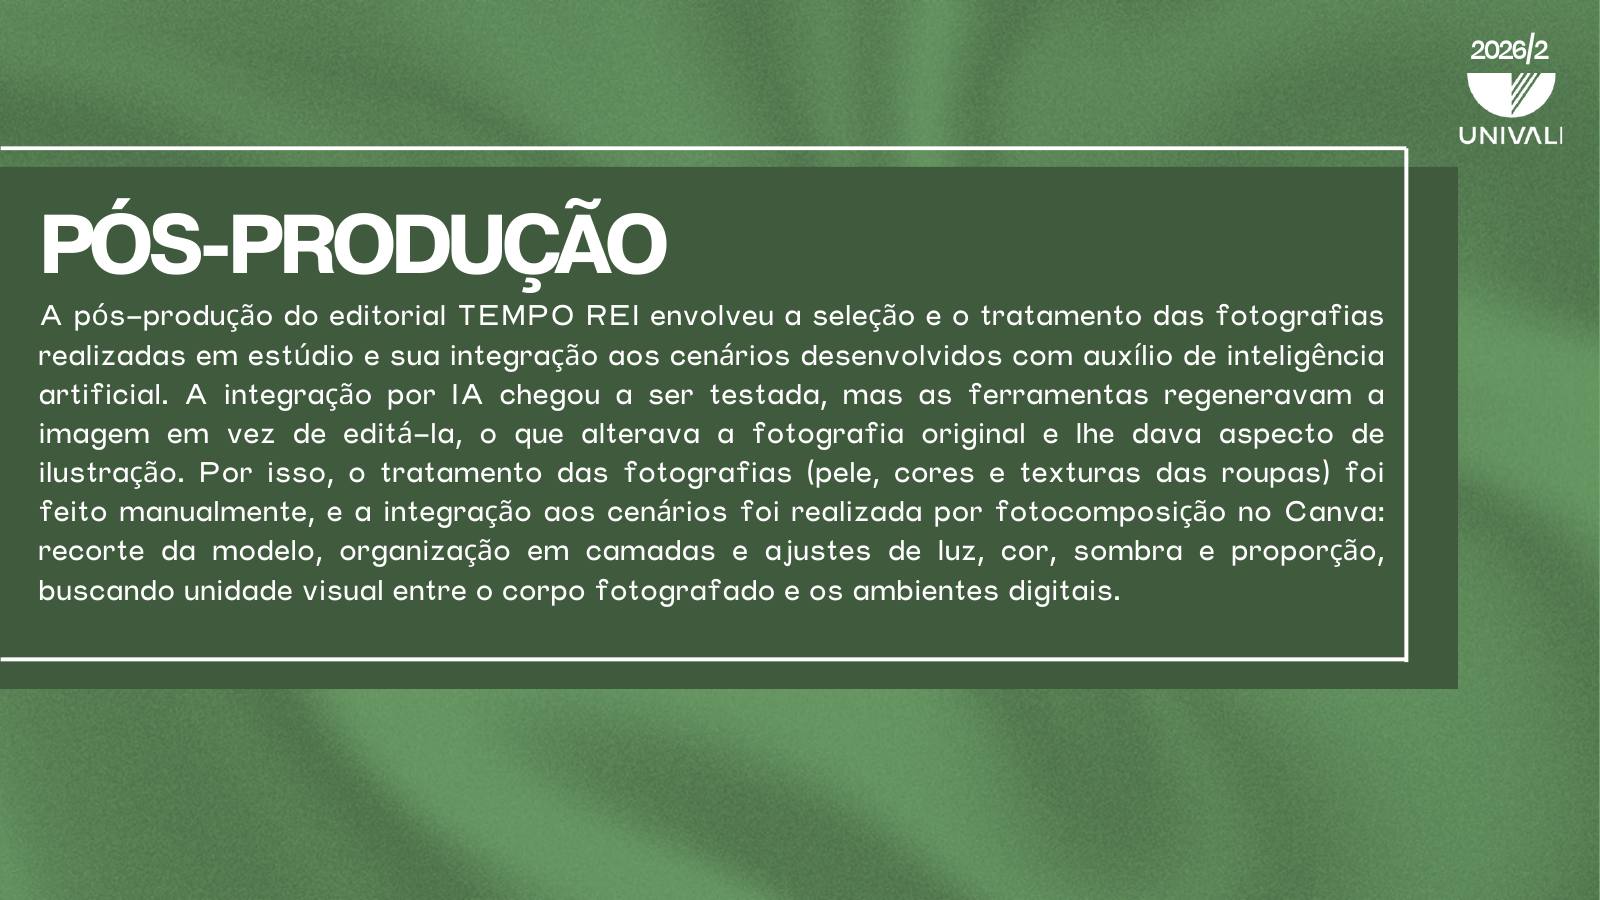 2026/2
UNIVALI
PÓS-PRODUÇÃO
A pós-produção do editorial TEMPO REI envolveu a seleção e o tratamento das fotografias
realizadas em estúdio e sua integração aos cenários desenvolvidos com auxílio de inteligência
artificial. A integração por IA chegou a ser testada, mas as ferramentas regeneravam a
imagem em vez de editá-la, o que alterava a fotografia original e lhe dava aspecto de
ilustração. Por isso, o tratamento das fotografias (pele, cores e texturas das roupas) foi
feito manualmente, e a integração aos cenários foi realizada por fotocomposição no Canva:
recorte da modelo, organização em camadas e ajustes de luz, cor, sombra e proporção,
buscando unidade visual entre o corpo fotografado e os ambientes digitais.